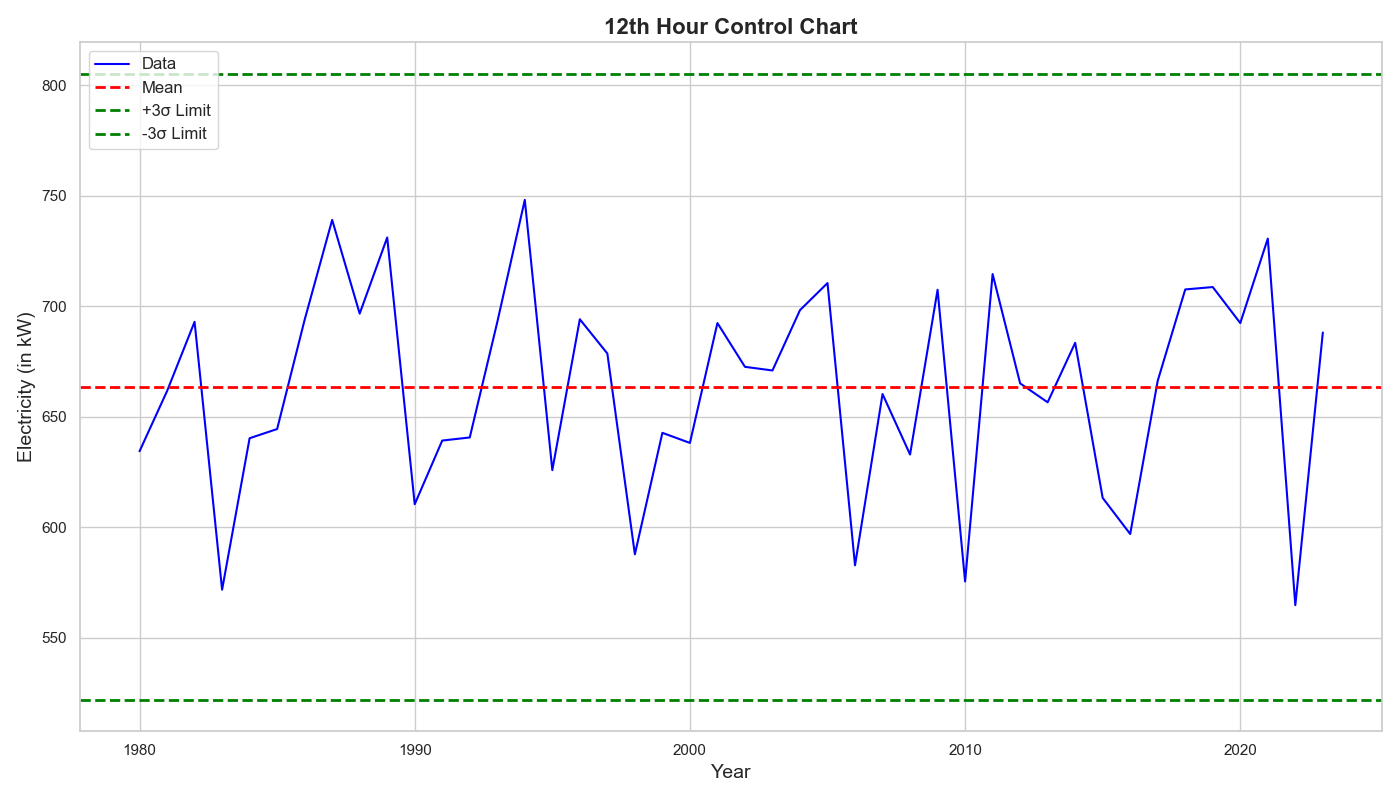 12th Hour Control Chart
Data
Mean
+3σ Limit
-3σ Limit
800
750
700
650
600
550
Electricity (in kW)
1980
1990
2000
2010
2020
Year